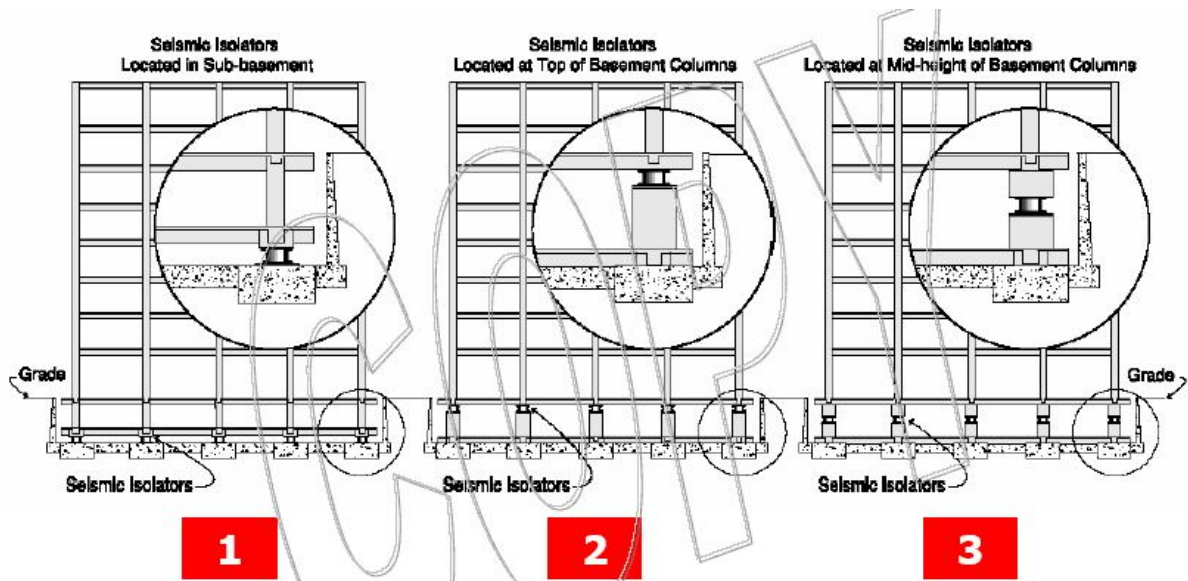 Seismic Isolators
Located in Sub-basement
Seismic Isolators
Located at Top of Basement Columns
Seismic Isolators
Located at Mid-height of Basement Columns
Grade
Grade
Seismic Isolators
Seismic Isolators
Seismic Isolators
1
2
3